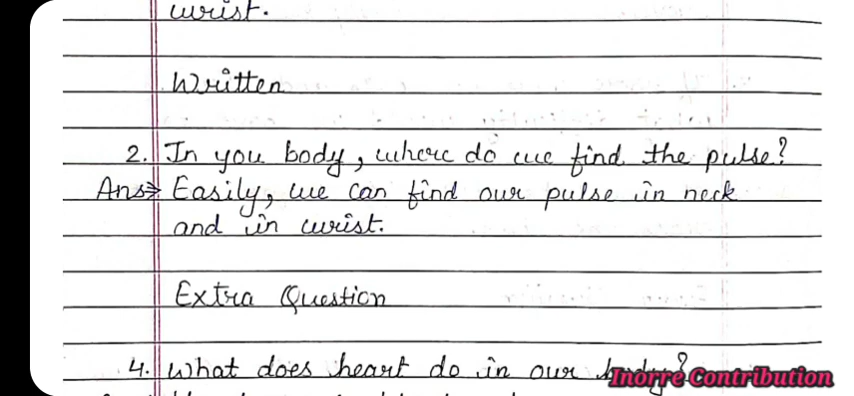 wrist.
Written
2. In you body, where do we find the pulse?
Ans⇒ Easily, we can find our pulse in neck
and in wrist.
Extra Question
4. What does heart do in our body?
Inorre Contribution